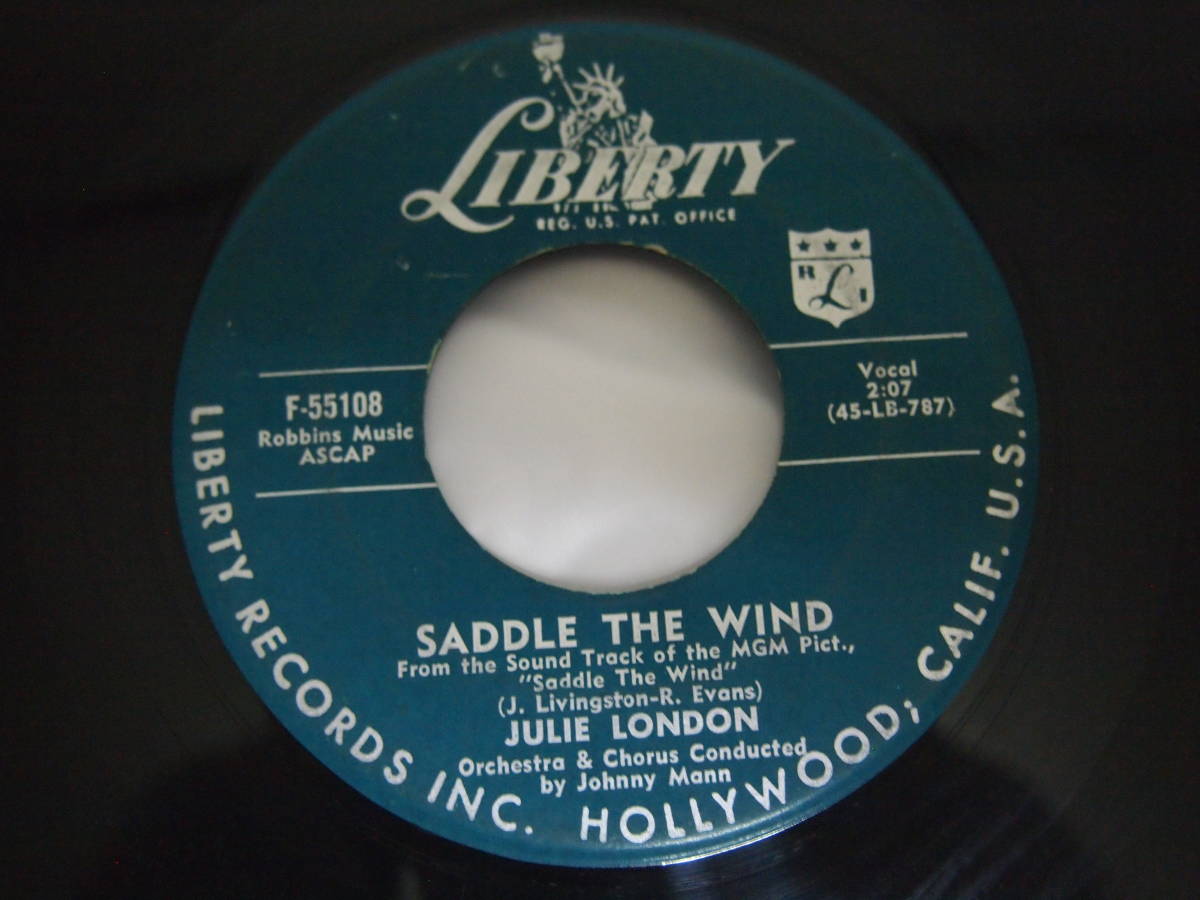 LIBERTY
REG. U.S. PAT. OFFICE
R L I
F-55108
Robbins Music
ASCAP
Vocal
2:07
(45-LB-787)
SADDLE THE WIND
From the Sound Track of the MGM Pict.,
"Saddle The Wind"
(J. Livingston-R. Evans)
JULIE LONDON
Orchestra & Chorus Conducted
by Johnny Mann
LIBERTY RECORDS INC. HOLLYWOOD; CALIF. U.S.A.